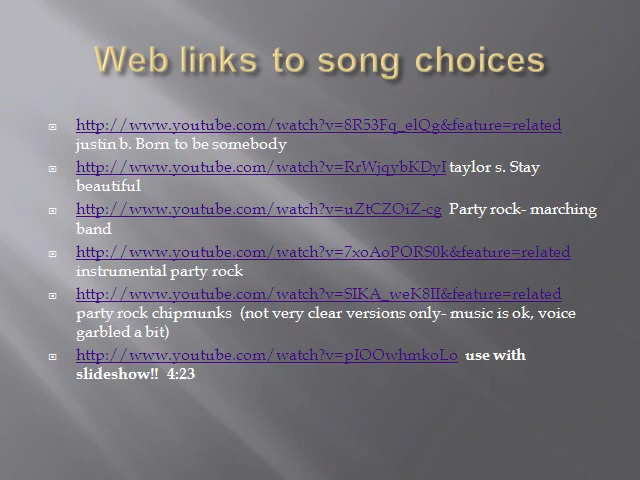 Web links to song choices
http://www.youtube.com/watch?v=8R53Fq_elQg&feature=related
justin b. Born to be somebody
http://www.youtube.com/watch?v=RrWjqybKDyI taylor s. Stay
beautiful
http://www.youtube.com/watch?v=uZtCZOiZ-cg Party rock- marching
band
http://www.youtube.com/watch?v=7xoAoPORS0k&feature=related
instrumental party rock
http://www.youtube.com/watch?v=SIKA_weK8II&feature=related
party rock chipmunks (not very clear versions only- music is ok, voice
garbled a bit)
http://www.youtube.com/watch?v=pIOOwhmkoLo use with
slideshow!! 4:23